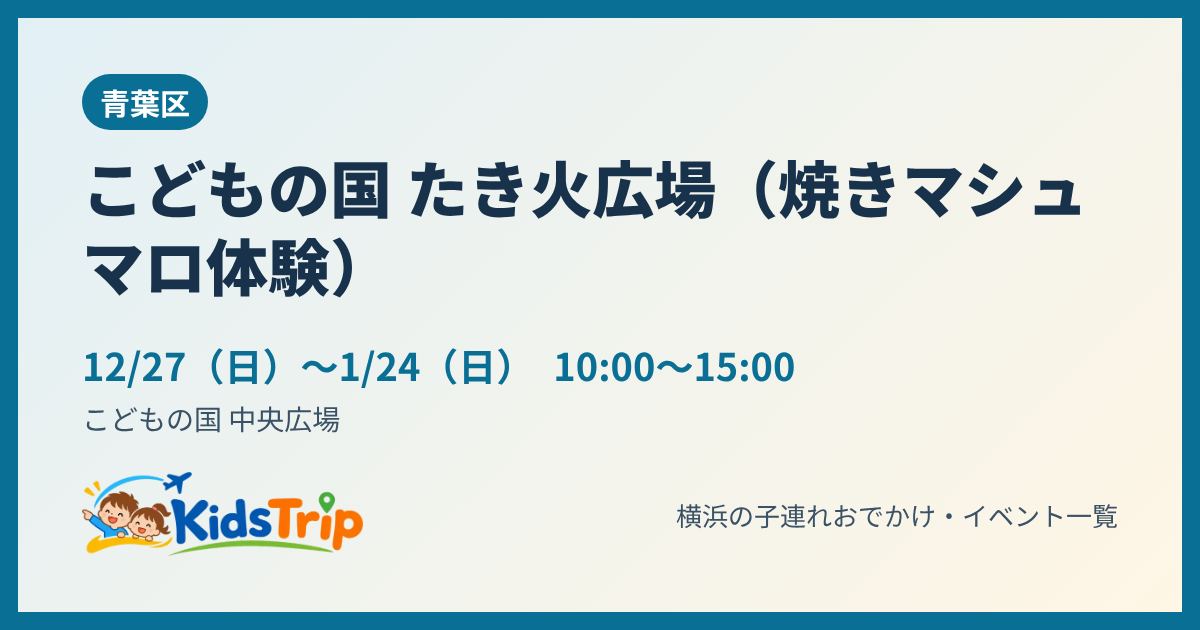 青葉区
こどもの国 たき火広場（焼きマシュ
マロ体験）
12/27（日）〜1/24（日） 10:00〜15:00
こどもの国 中央広場
KidsTrip
横浜の子連れおでかけ・イベント一覧